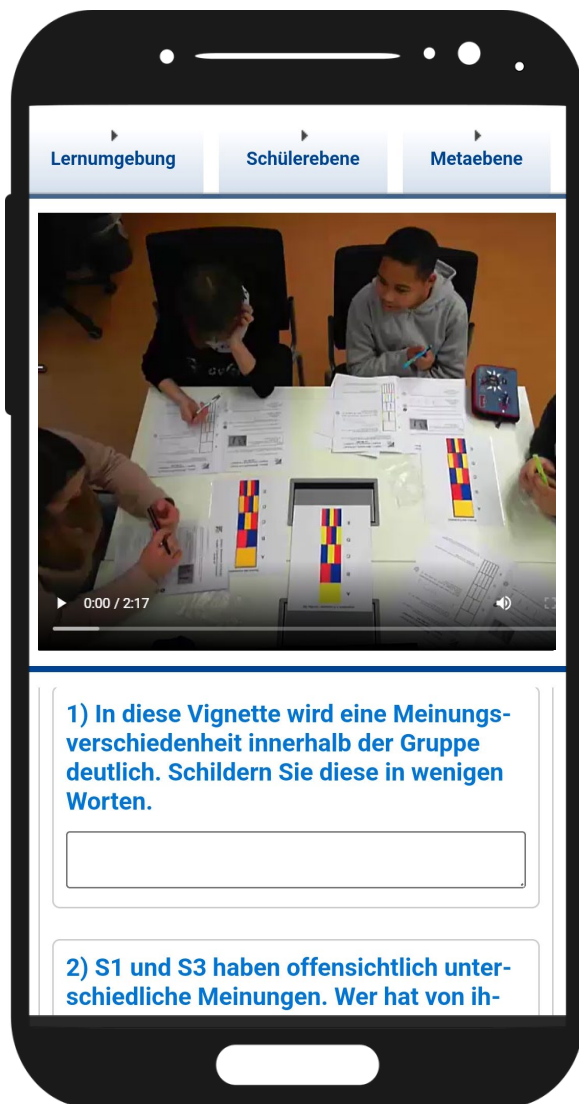 Lernumgebung
Schülerebene
Metaebene
0:00 / 2:17
1) In diese Vignette wird eine Meinungs-
verschiedenheit innerhalb der Gruppe
deutlich. Schildern Sie diese in wenigen
Worten.
2) S1 und S3 haben offensichtlich unter-
schiedliche Meinungen. Wer hat von ih-